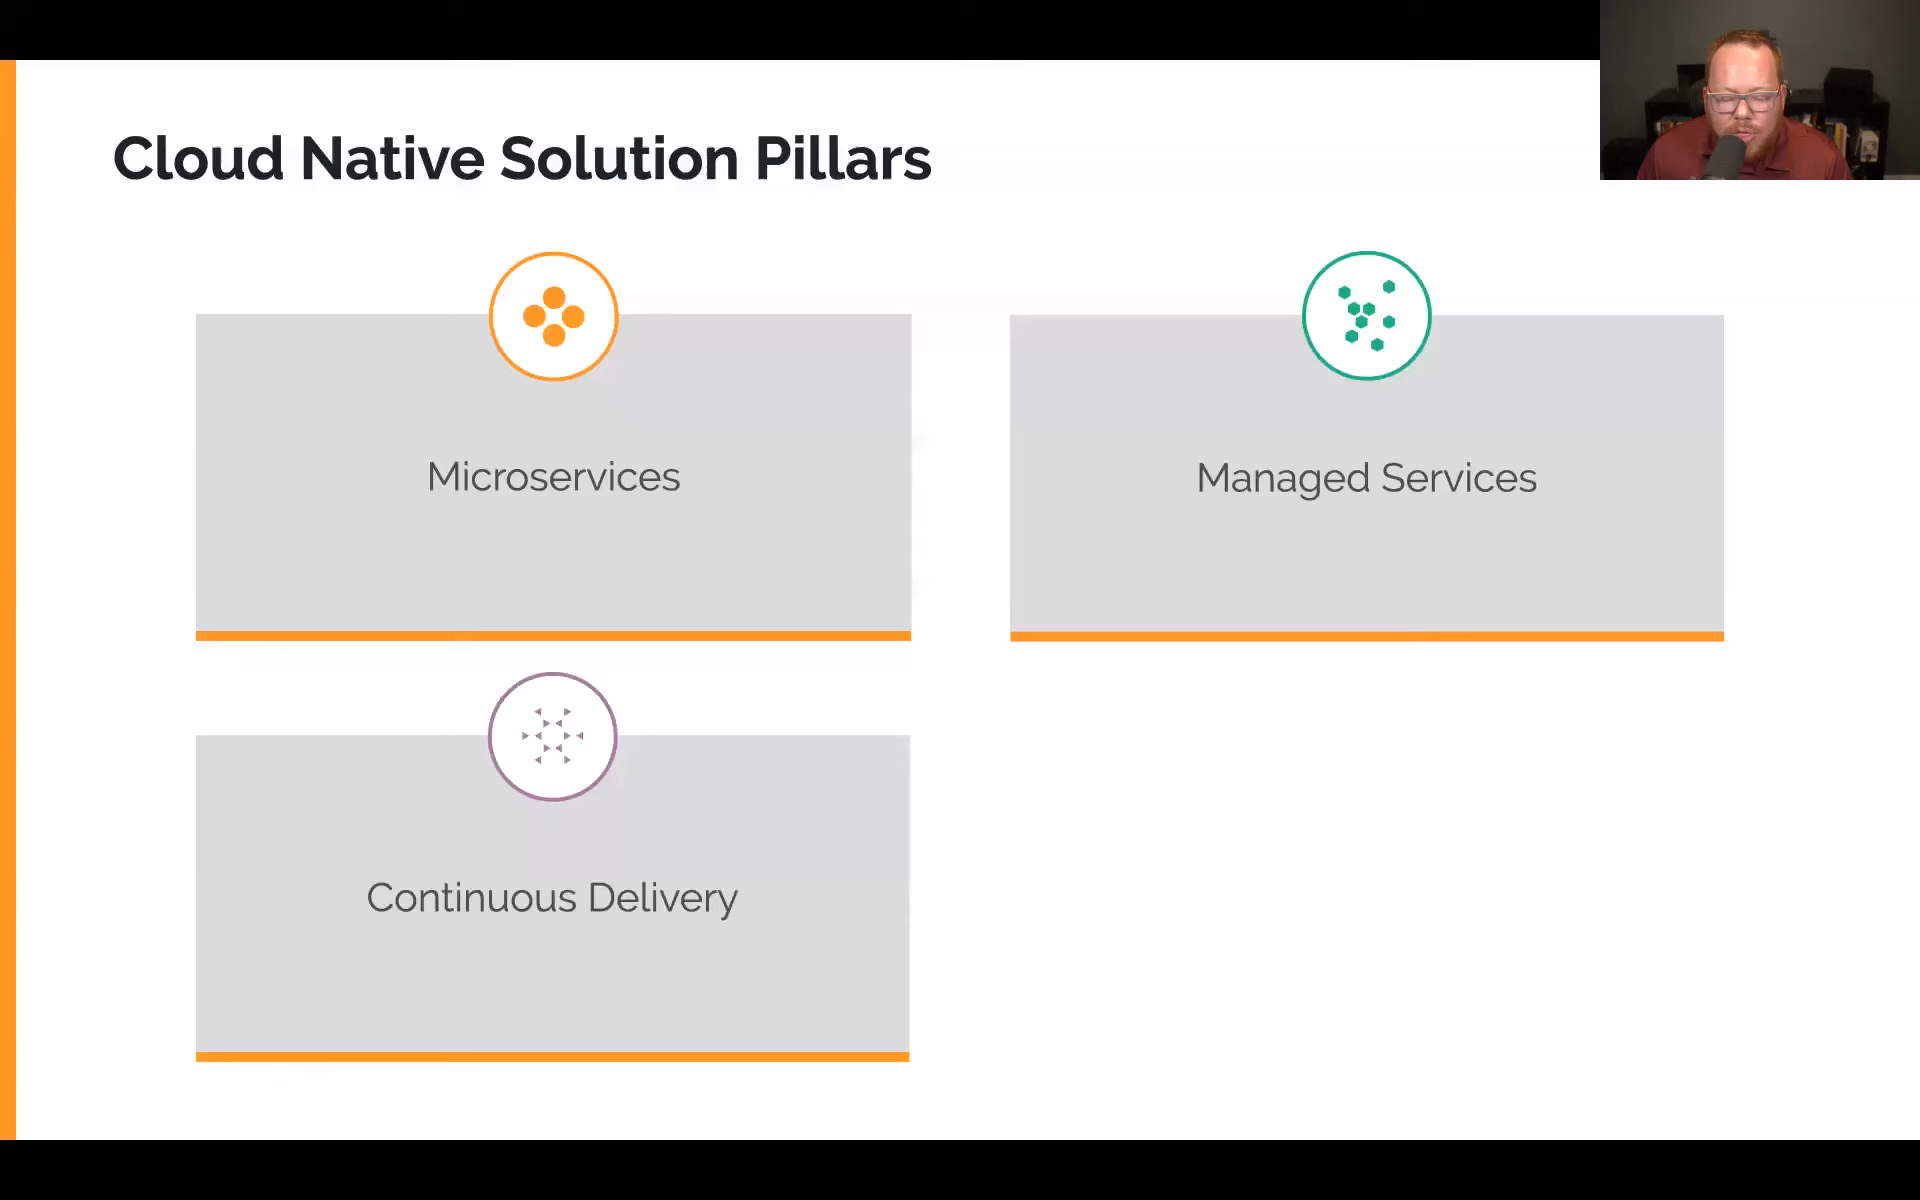 Cloud Native Solution Pillars
Microservices
Managed Services
Continuous Delivery